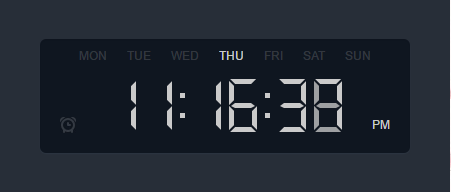 MON TUE WED THU FRI SAT SUN
11:16:38 PM